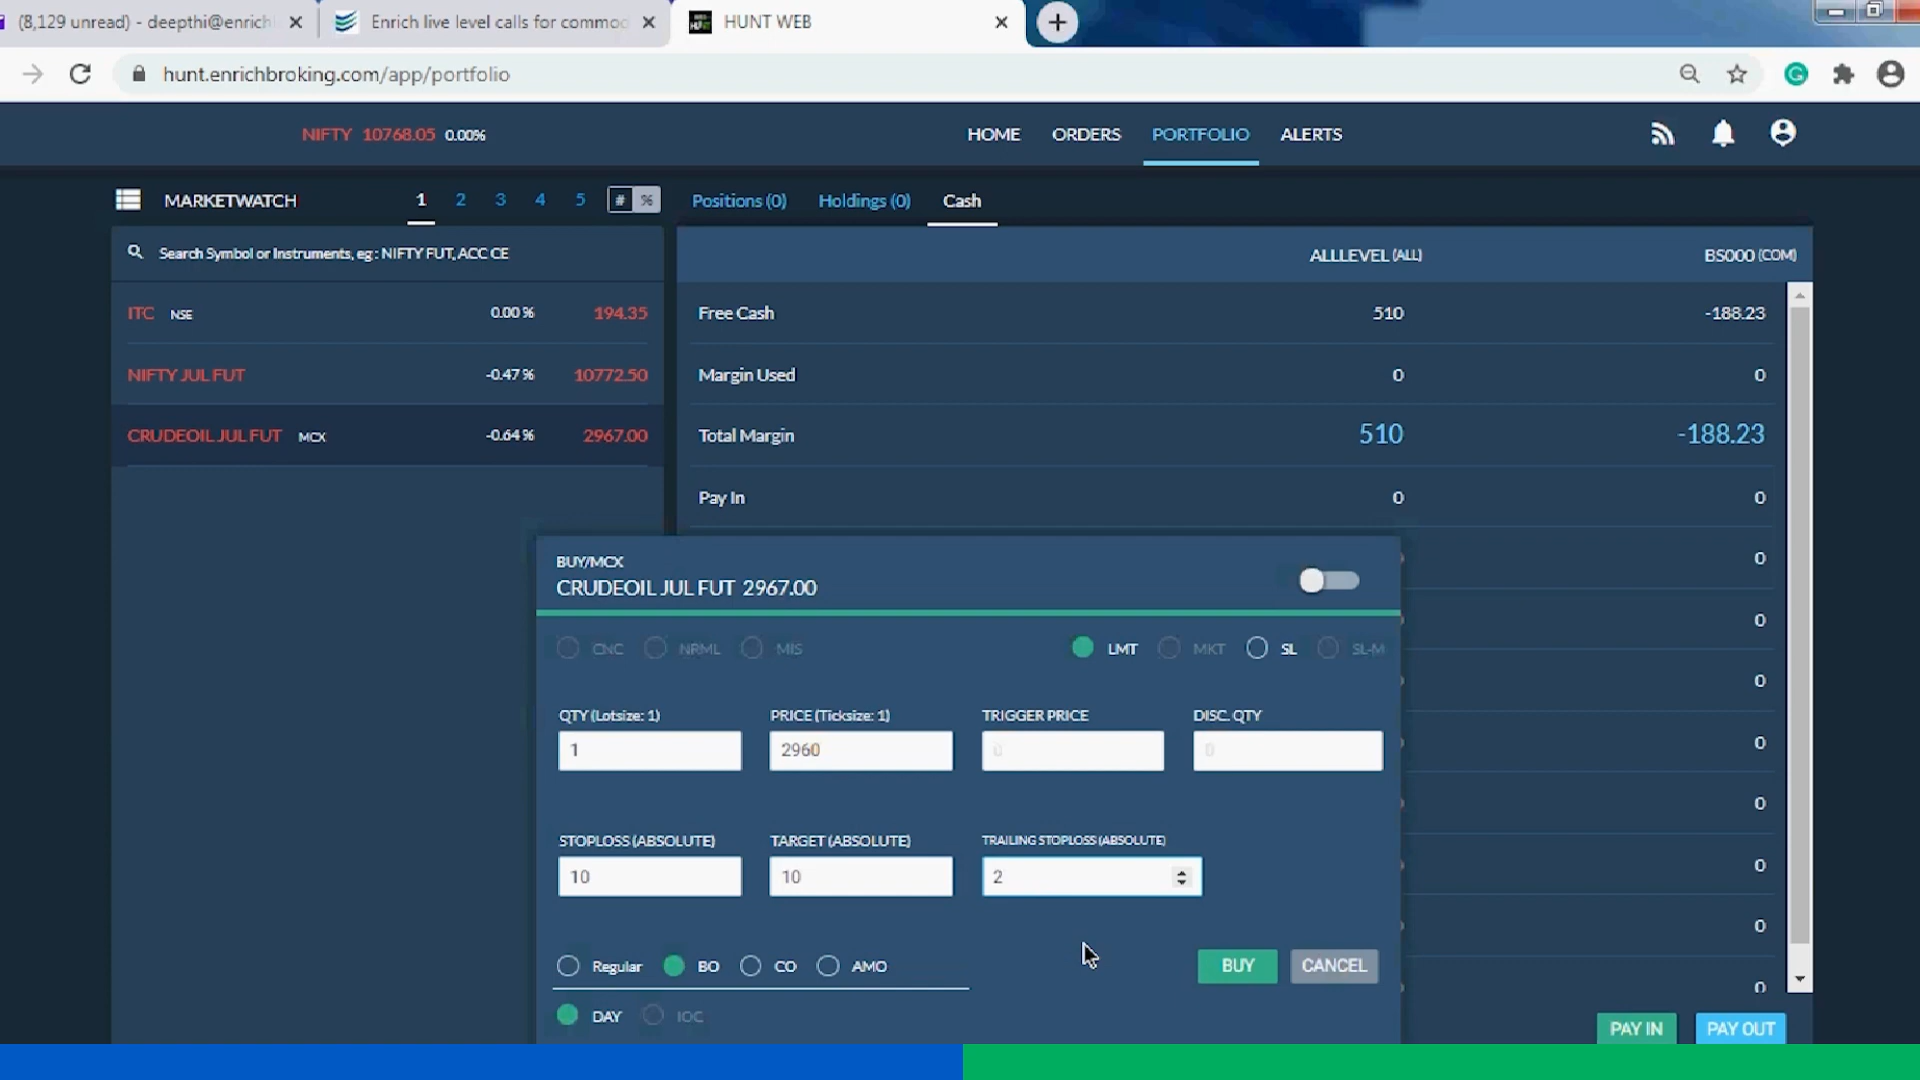 (8,129 unread) - deepthi@enrich
Enrich live level calls for commo
HUNT WEB
hunt.enrichbroking.com/app/portfolio
NIFTY 10768.05 0.00%
HOME ORDERS PORTFOLIO ALERTS
MARKETWATCH 1 2 3 4 5 # %
Positions (0) Holdings (0) Cash
Search Symbol or Instruments, eg: NIFTY FUT, ACC CE
ALLLEVEL (ALL) BS000 (COM)
ITC NSE 0.00 % 194.35
Free Cash 510 -188.23
NIFTY JUL FUT -0.47 % 10772.50
Margin Used 0 0
CRUDEOIL JUL FUT MCX -0.64 % 2967.00
Total Margin 510 -188.23
Pay In 0 0
0
0
0
0
0
0
0
0
BUY/MCX
CRUDEOIL JUL FUT 2967.00
CNC NRML MIS LMT MKT SL SL-M
QTY (Lotsize: 1) PRICE (Ticksize: 1) TRIGGER PRICE DISC. QTY
1 2960 0 0
STOPLOSS (ABSOLUTE) TARGET (ABSOLUTE) TRAILING STOPLOSS (ABSOLUTE)
10 10 2
Regular BO CO AMO BUY CANCEL
DAY IOC
PAY IN PAY OUT